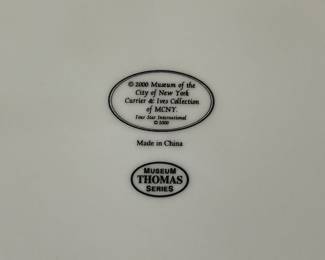 © 2000 Museum of the
City of New York
Currier & Ives Collection
of MCNY.
Four Star International
© 2000
Made in China
MUSEUM
THOMAS
SERIES